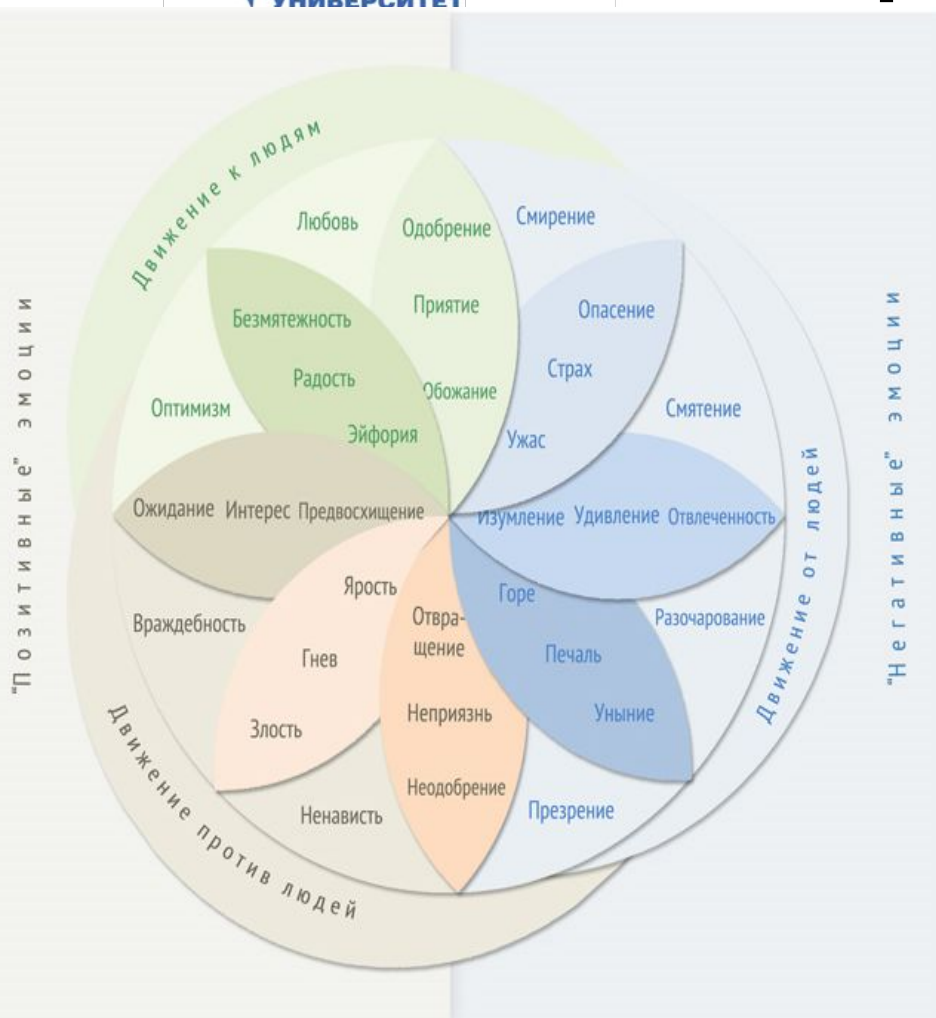 УНИВЕРСИТЕТ
Движение к людям
"Позитивные" эмоции
"Негативные" эмоции
Любовь
Одобрение
Смирение
Безмятежность
Приятие
Опасение
Радость
Обожание
Страх
Оптимизм
Эйфория
Ужас
Смятение
Ожидание Интерес Предвосхищение
Изумление Удивление Отвлеченность
Движение от людей
Ярость
Горе
Враждебность
Отвра-
щение
Разочарование
Гнев
Печаль
Злость
Неприязнь
Уныние
Неодобрение
Ненависть
Презрение
Движение против людей